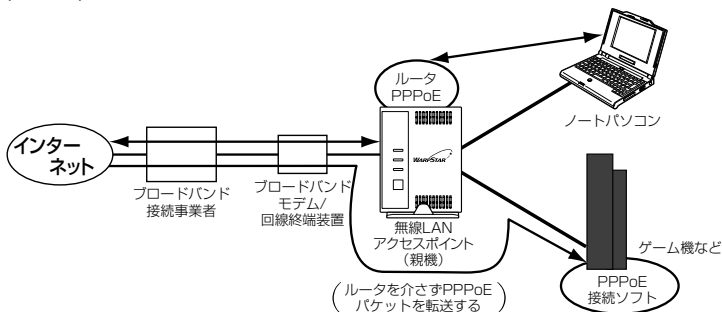 ルータ
PPPoE
ノートパソコン
インター
ネット
WARPSTAR
ブロードバンド
接続事業者
ブロードバンド
モデム/
回線終端装置
無線LAN
アクセスポイント
(親機)
ゲーム機など
PPPoE
接続ソフト
(ルータを介さずPPPoE
パケットを転送する)